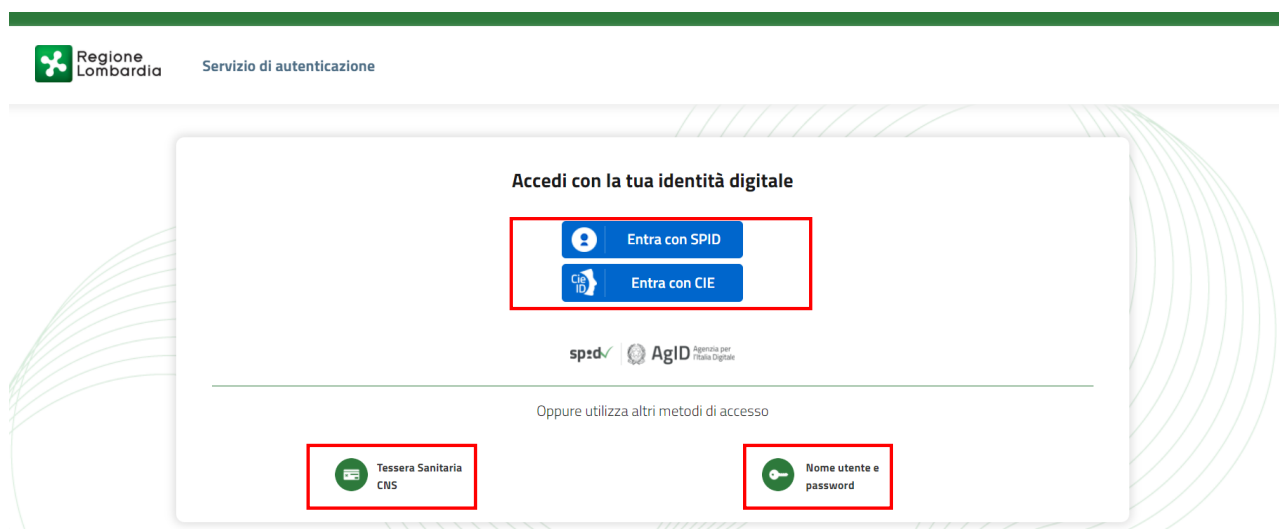 Regione
Lombardia
Servizio di autenticazione
Accedi con la tua identità digitale
Entra con SPID
Cie
ID
Entra con CIE
sp:d
AgID
Agenzia per
l'Italia Digitale
Oppure utilizza altri metodi di accesso
Tessera Sanitaria
CNS
Nome utente e
password